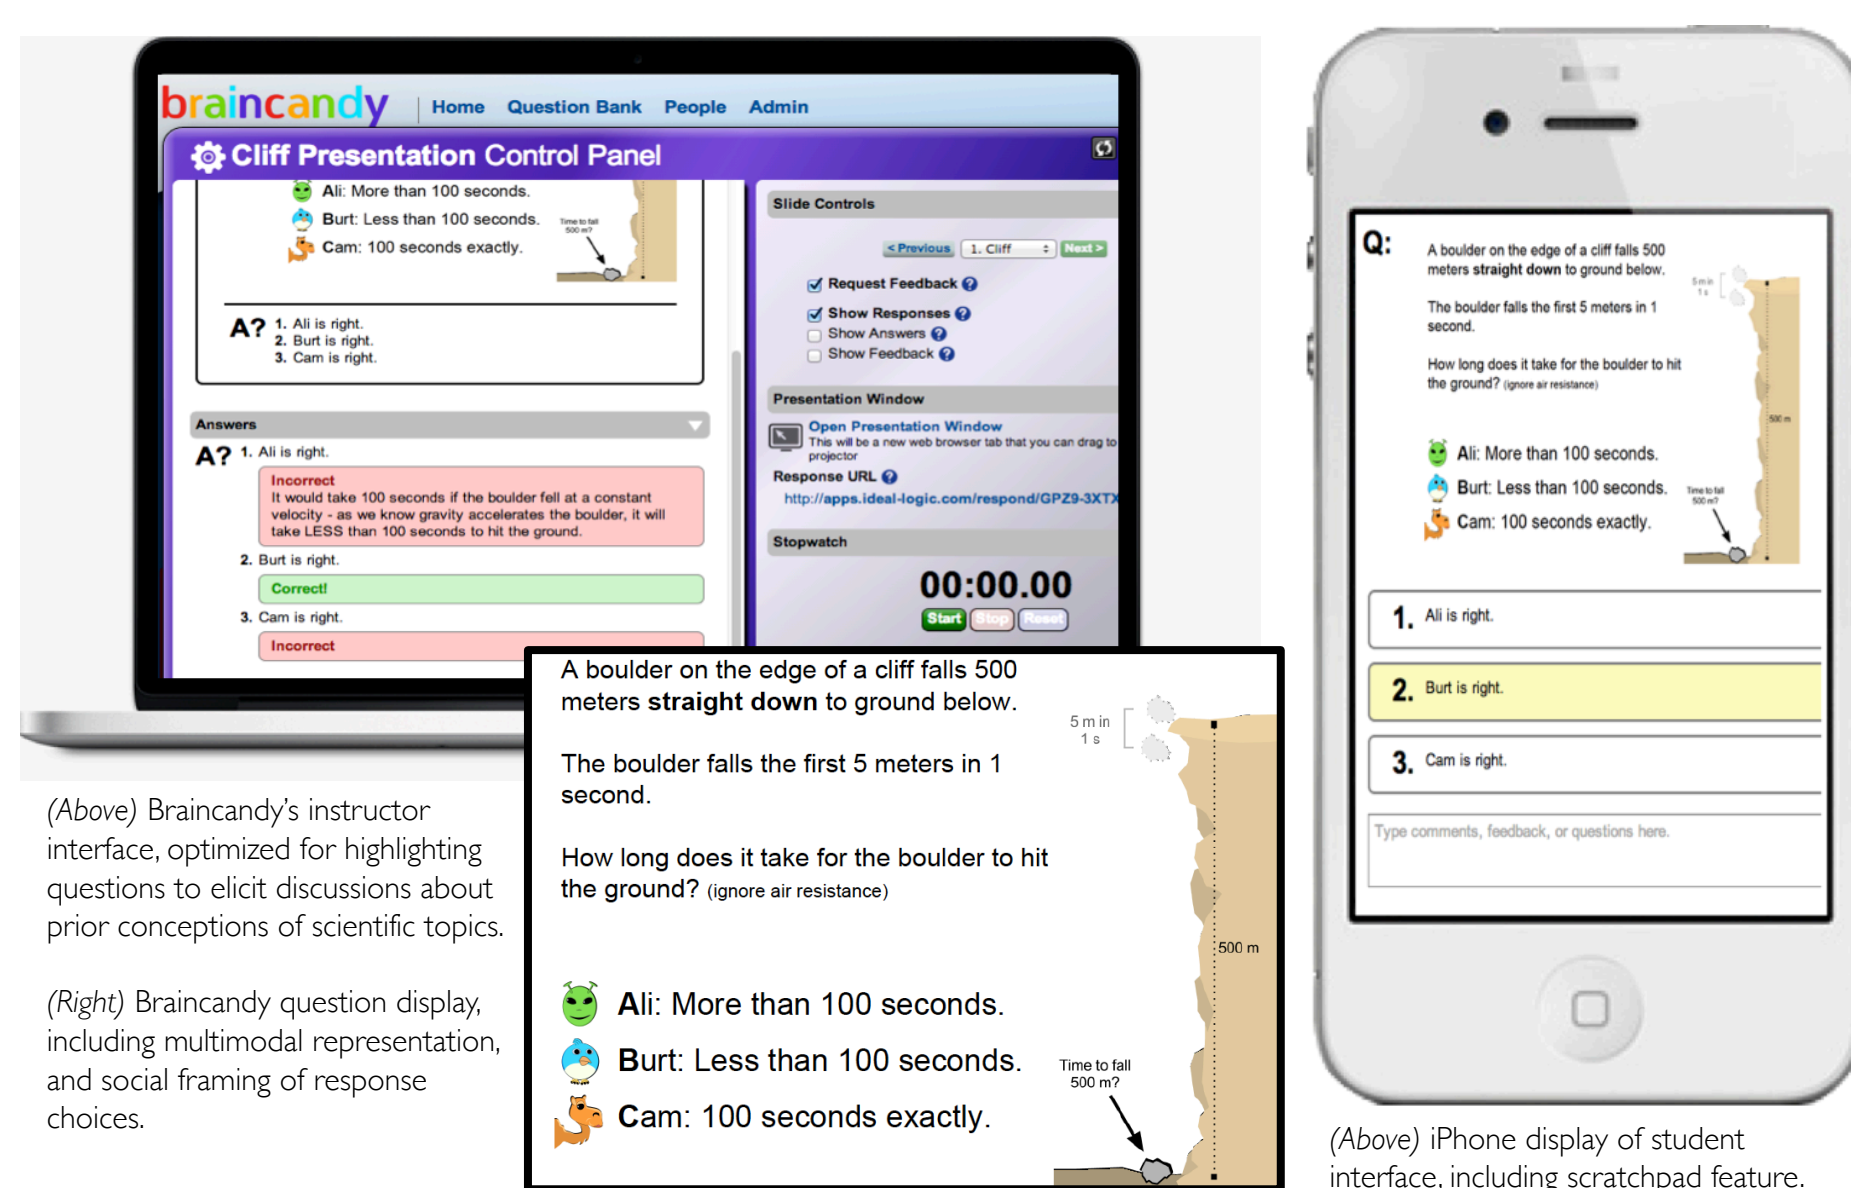 braincandy
Home Question Bank People Admin
Cliff Presentation Control Panel
Ali: More than 100 seconds.
Burt: Less than 100 seconds.
Cam: 100 seconds exactly.
Time to fall
500 m?
A? 1. Ali is right.
2. Burt is right.
3. Cam is right.
Answers
A? 1. Ali is right.
Incorrect
It would take 100 seconds if the boulder fell at a constant
velocity - as we know gravity accelerates the boulder, it will
take LESS than 100 seconds to hit the ground.
2. Burt is right.
Correct!
3. Cam is right.
Incorrect
Slide Controls
< Previous 1. Cliff Next >
Request Feedback ?
Show Responses ?
Show Answers ?
Show Feedback ?
Presentation Window
Open Presentation Window
This will be a new web browser tab that you can drag to
projector
Response URL ?
http://apps.ideal-logic.com/respond/GPZ9-3XTX
Stopwatch
00:00.00
Start Stop Reset
A boulder on the edge of a cliff falls 500
meters straight down to ground below.
The boulder falls the first 5 meters in 1
second.
How long does it take for the boulder to hit
the ground? (ignore air resistance)
5 m in
1 s
500 m
Ali: More than 100 seconds.
Burt: Less than 100 seconds.
Cam: 100 seconds exactly.
Time to fall
500 m?
(Above) Braincandy's instructor
interface, optimized for highlighting
questions to elicit discussions about
prior conceptions of scientific topics.
(Right) Braincandy question display,
including multimodal representation,
and social framing of response
choices.
Q:
A boulder on the edge of a cliff falls 500
meters straight down to ground below.
The boulder falls the first 5 meters in 1
second.
How long does it take for the boulder to hit
the ground? (ignore air resistance)
5 m in
1 s
500 m
Ali: More than 100 seconds.
Burt: Less than 100 seconds.
Cam: 100 seconds exactly.
Time to fall
500 m?
1. Ali is right.
2. Burt is right.
3. Cam is right.
Type comments, feedback, or questions here.
(Above) iPhone display of student
interface, including scratchpad feature.